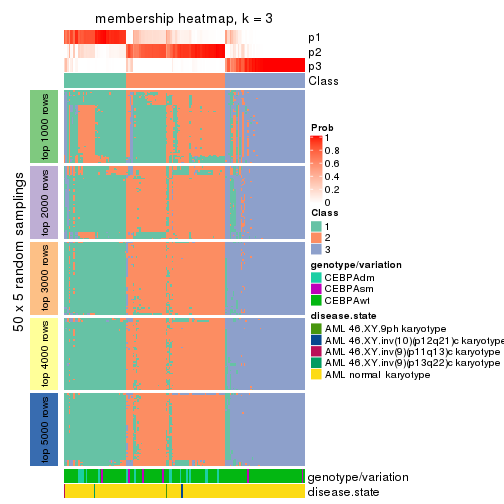 membership heatmap, k = 3
p1
p2
p3
Class
50 x 5 random samplings
top 1000 rows
top 2000 rows
top 3000 rows
top 4000 rows
top 5000 rows
Prob
1
0.8
0.6
0.4
0.2
0
Class
1
2
3
genotype/variation
CEBPAdm
CEBPAsm
CEBPAwt
disease.state
AML 46.XY.9ph karyotype
AML 46.XY.inv(10)(p12q21)c karyotype
AML 46.XY.inv(9)(p11q13)c karyotype
AML 46.XY.inv(9)(p13q22)c karyotype
AML normal karyotype
genotype/variation
disease.state